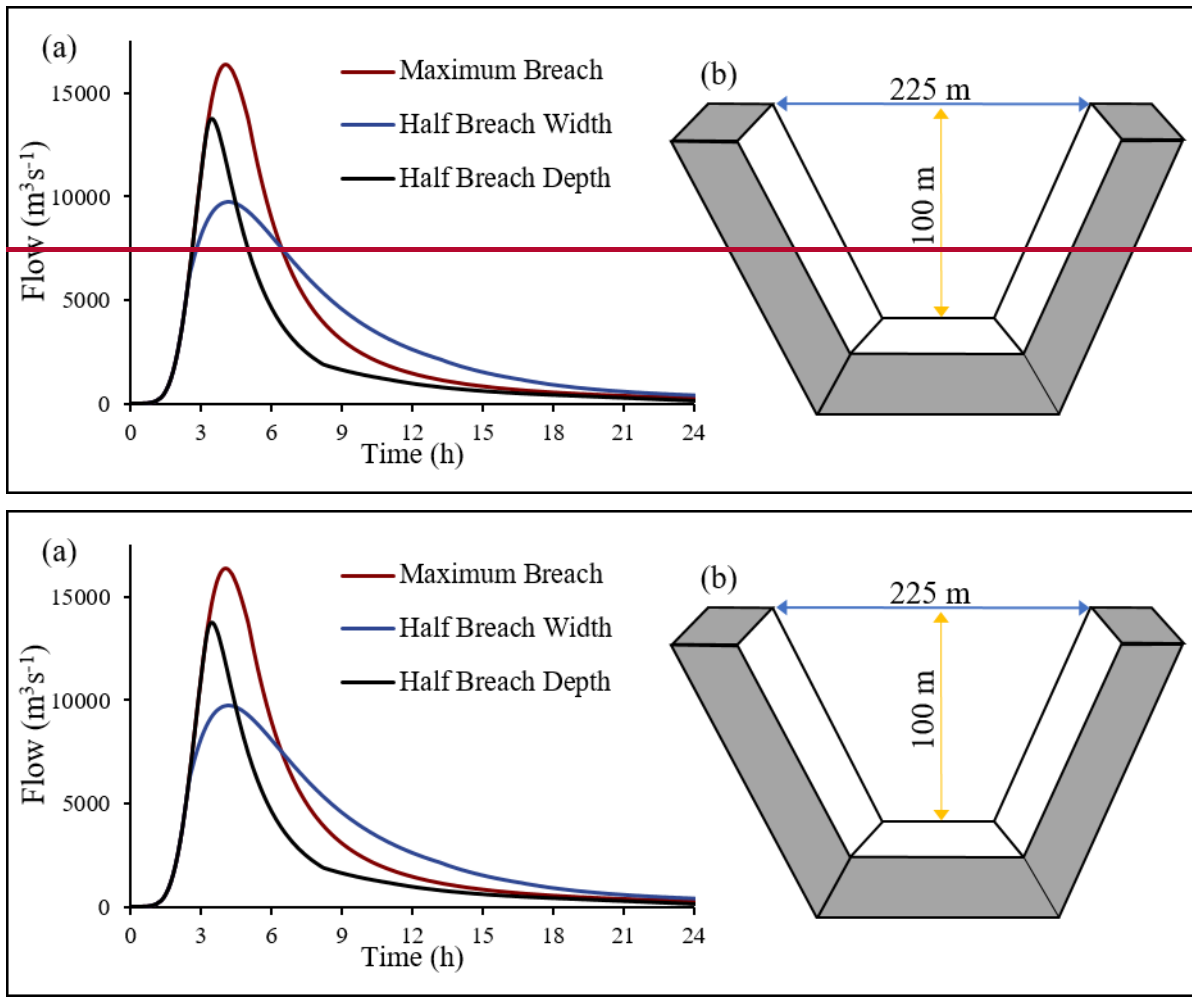 (a)
Maximum Breach
Half Breach Width
Half Breach Depth
Flow (m³s⁻¹)
15000
10000
5000
0
0 3 6 9 12 15 18 21 24
Time (h)
(b)
225 m
100 m
(a)
Maximum Breach
Half Breach Width
Half Breach Depth
Flow (m³s⁻¹)
15000
10000
5000
0
0 3 6 9 12 15 18 21 24
Time (h)
(b)
225 m
100 m